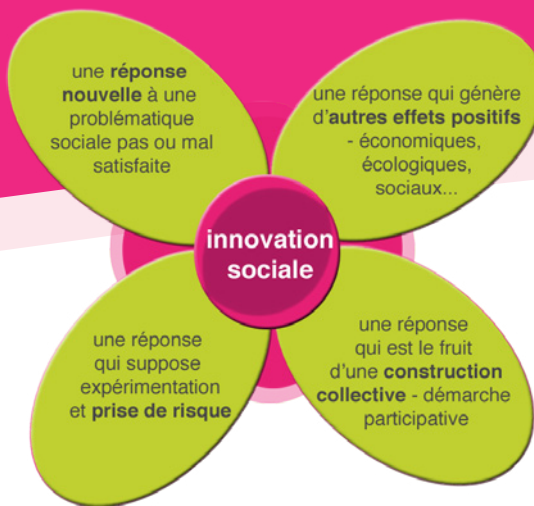 une réponse
nouvelle à une
problématique
sociale pas ou mal
satisfaite
une réponse qui génère
d'autres effets positifs
- économiques,
écologiques,
sociaux...
innovation
sociale
une réponse
qui suppose
expérimentation
et prise de risque
une réponse
qui est le fruit
d'une construction
collective - démarche
participative